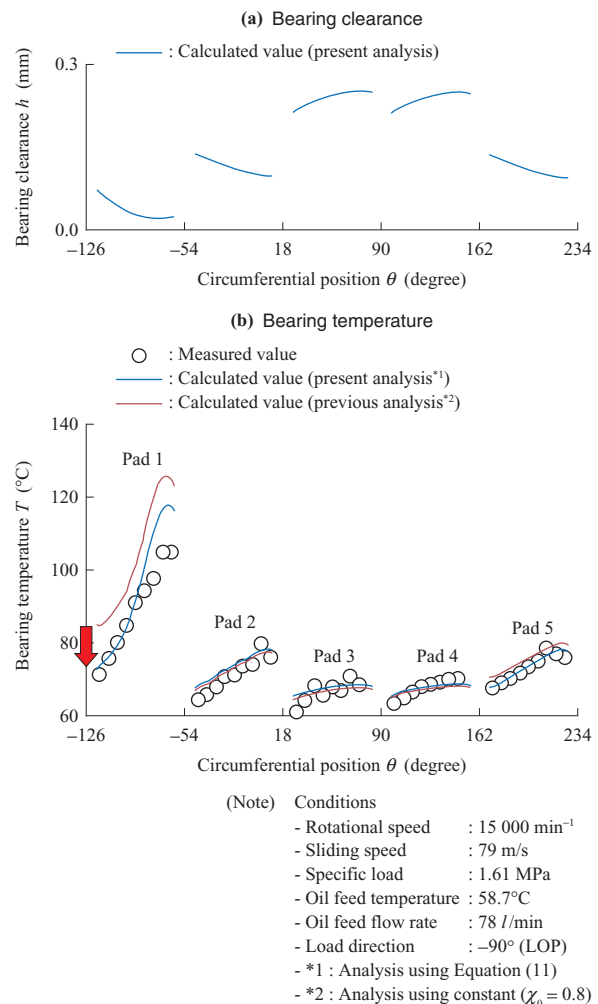 (a) Bearing clearance
: Calculated value (present analysis)
Bearing clearance h (mm)
0.3
0.0
–126 –54 18 90 162 234
Circumferential position θ (degree)
(b) Bearing temperature
: Measured value
: Calculated value (present analysis*1)
: Calculated value (previous analysis*2)
Bearing temperature T (°C)
140
120
100
80
60
Pad 1
Pad 2
Pad 3
Pad 4
Pad 5
–126 –54 18 90 162 234
Circumferential position θ (degree)
(Note) Conditions
- Rotational speed : 15 000 min–1
- Sliding speed : 79 m/s
- Specific load : 1.61 MPa
- Oil feed temperature : 58.7°C
- Oil feed flow rate : 78 l/min
- Load direction : –90° (LOP)
- *1 : Analysis using Equation (11)
- *2 : Analysis using constant (χ0 = 0.8)